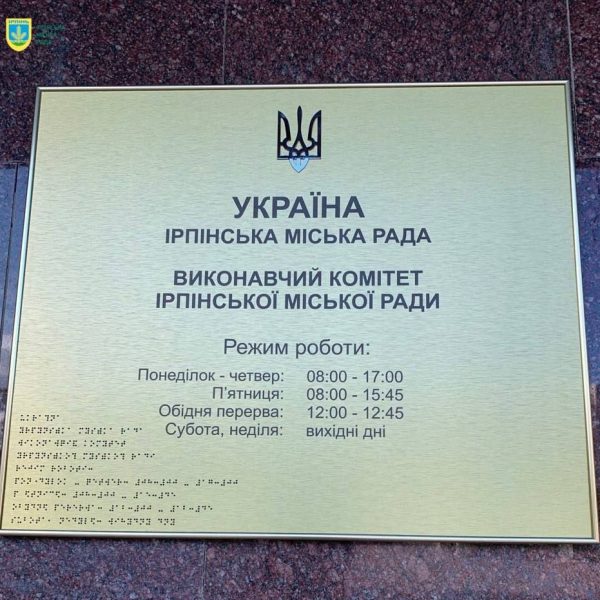 УКРАЇНА
ІРПІНСЬКА МІСЬКА РАДА
ВИКОНАВЧИЙ КОМІТЕТ
ІРПІНСЬКОЇ МІСЬКОЇ РАДИ
Режим роботи:
Понеділок - четвер: 08:00 - 17:00
П’ятниця: 08:00 - 15:45
Обідня перерва: 12:00 - 12:45
Субота, неділя: вихідні дні